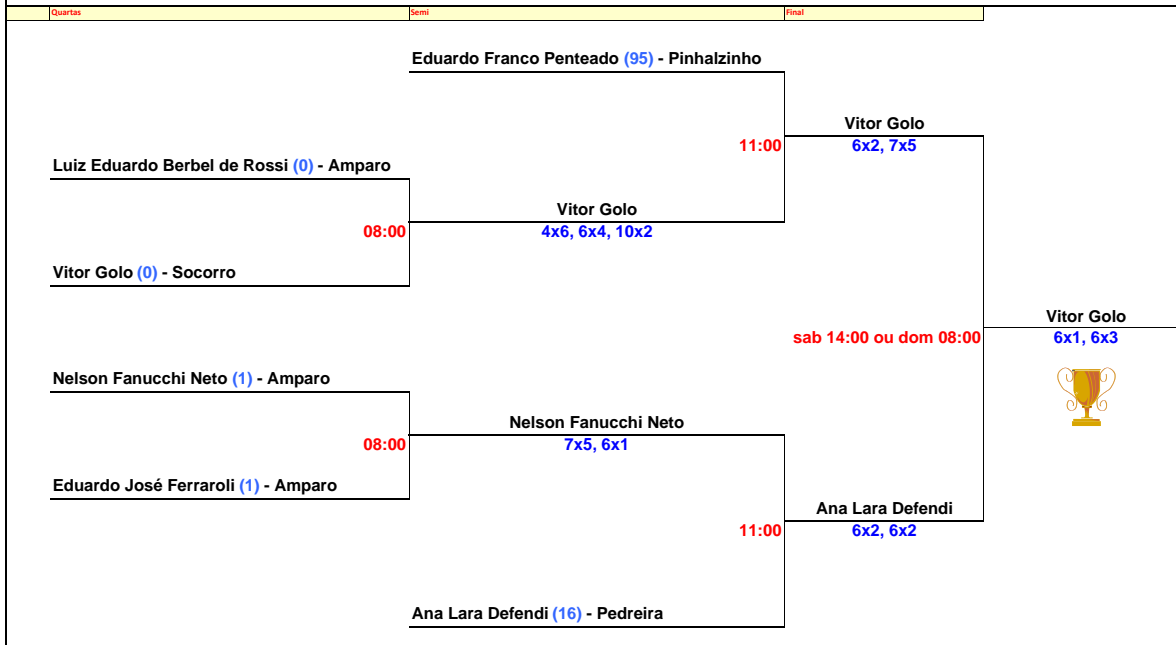 Quartas Semi Final
Eduardo Franco Penteado (95) - Pinhalzinho
Vitor Golo
11:00 6x2, 7x5
Luiz Eduardo Berbel de Rossi (0) - Amparo
Vitor Golo
08:00 4x6, 6x4, 10x2
Vitor Golo (0) - Socorro
Vitor Golo
sab 14:00 ou dom 08:00 6x1, 6x3
Nelson Fanucchi Neto (1) - Amparo
Nelson Fanucchi Neto
08:00 7x5, 6x1
Eduardo José Ferraroli (1) - Amparo
Ana Lara Defendi
11:00 6x2, 6x2
Ana Lara Defendi (16) - Pedreira